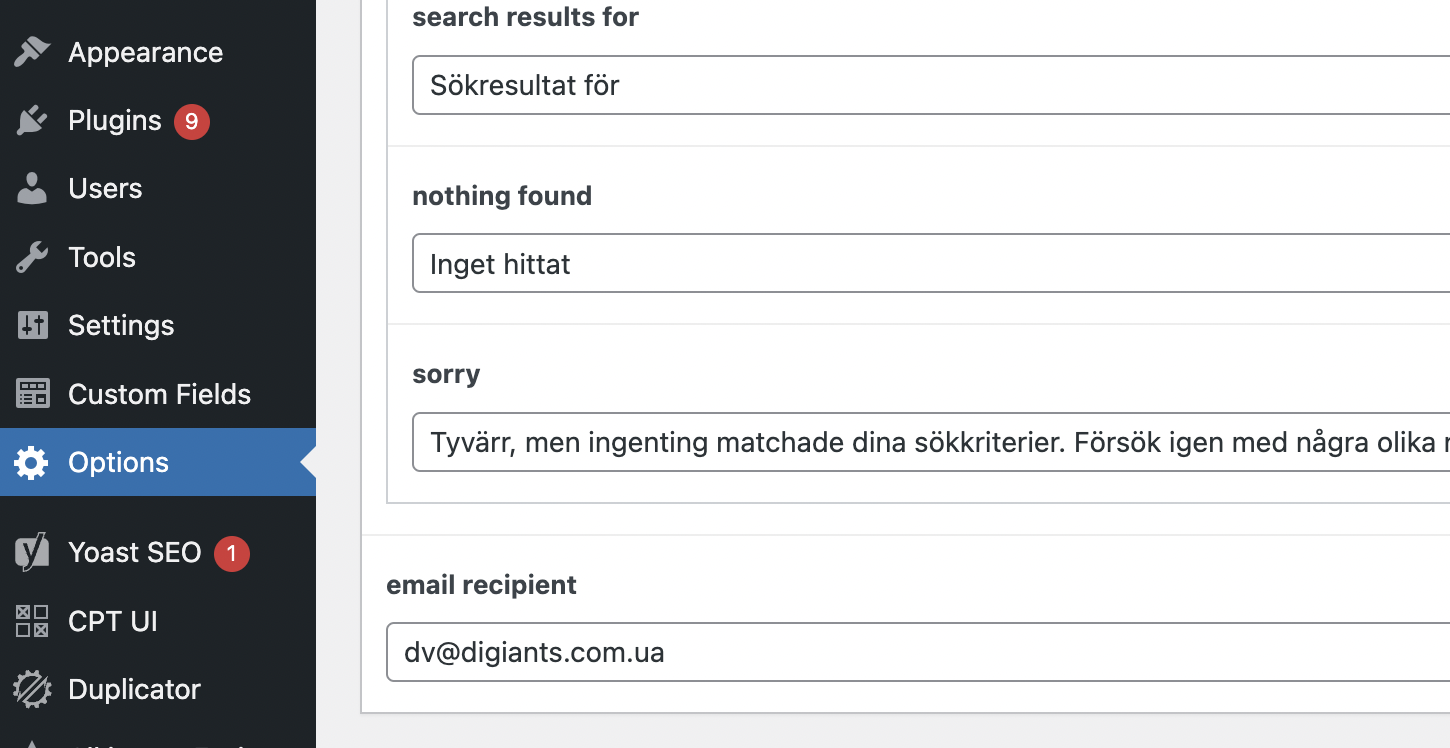 Appearance
Plugins 9
Users
Tools
Settings
Custom Fields
Options
Yoast SEO 1
CPT UI
Duplicator
search results for
Sökresultat för
nothing found
Inget hittat
sorry
Tyvärr, men ingenting matchade dina sökkriterier. Försök igen med några olika
email recipient
dv@digiants.com.ua